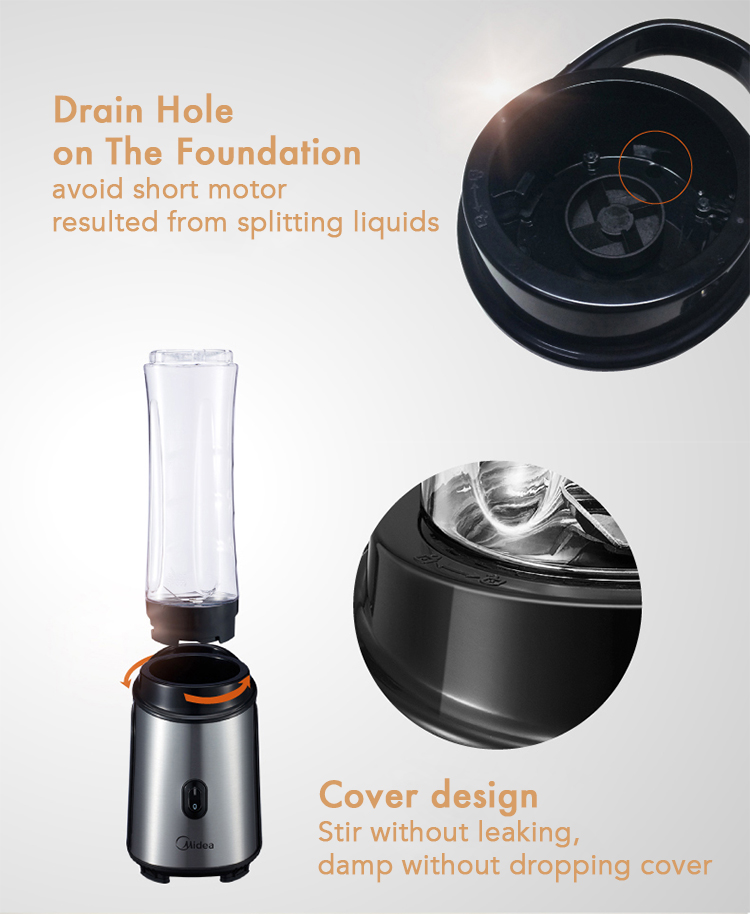 Drain Hole
on The Foundation
avoid short motor
resulted from splitting liquids
Midea
Cover design
Stir without leaking,
damp without dropping cover